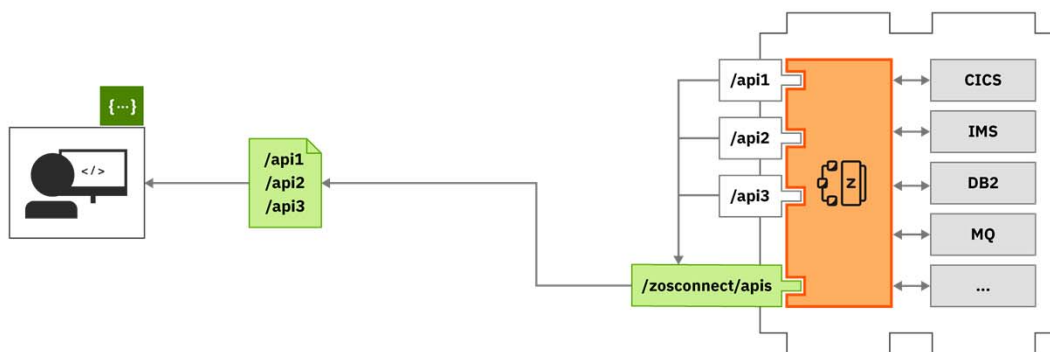 {...}
</>
/api1
/api2
/api3
/api1
/api2
/api3
/zosconnect/apis
Z
CICS
IMS
DB2
MQ
...